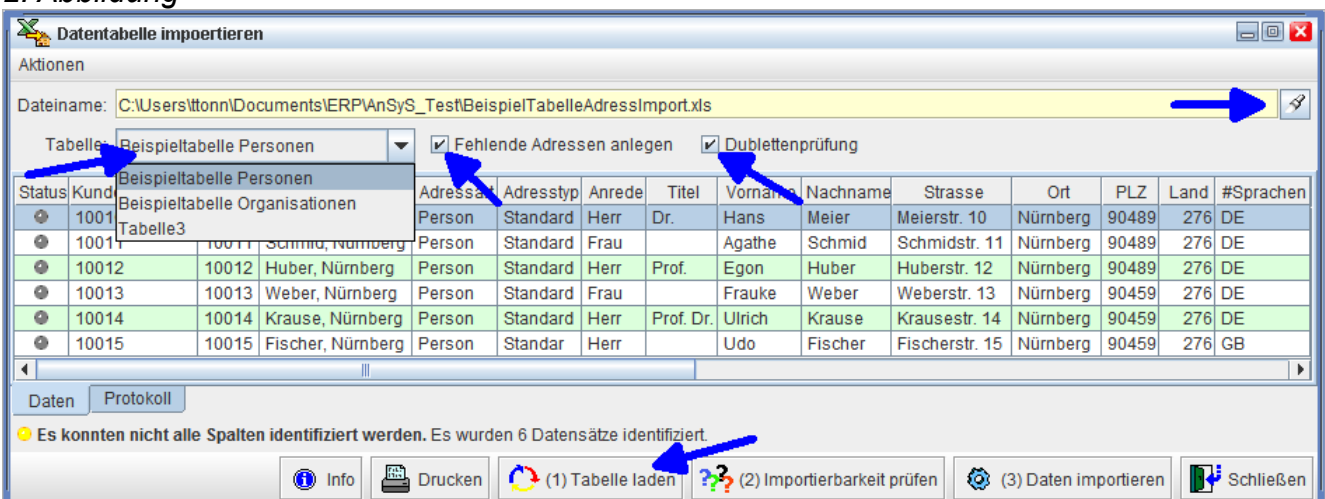 2. Abbildung
Datentabelle impoertieren
Aktionen
Dateiname: C:\Users\ttonn\Documents\ERP\AnSyS_Test\BeispielTabelleAdressImport.xls
Tabelle: Beispieltabelle Personen Fehlende Adressen anlegen Dublettenprüfung
Beispieltabelle Personen
Beispieltabelle Organisationen
Tabelle3
Status Adresstyp Anrede Titel Vorname Nachname Strasse Ort PLZ Land #Sprachen
Person Standard Herr Dr. Hans Meier Meierstr. 10 Nürnberg 90489 276 DE
10011 10011 Schmid, Nürnberg Person Standard Frau Agathe Schmid Schmidstr. 11 Nürnberg 90489 276 DE
10012 10012 Huber, Nürnberg Person Standard Herr Prof. Egon Huber Huberstr. 12 Nürnberg 90489 276 DE
10013 10013 Weber, Nürnberg Person Standard Frau Frauke Weber Weberstr. 13 Nürnberg 90459 276 DE
10014 10014 Krause, Nürnberg Person Standard Herr Prof. Dr. Ulrich Krause Krausestr. 14 Nürnberg 90459 276 DE
10015 10015 Fischer, Nürnberg Person Standar Herr Udo Fischer Fischerstr. 15 Nürnberg 90459 276 GB
Daten Protokoll
Es konnten nicht alle Spalten identifiziert werden. Es wurden 6 Datensätze identifiziert.
Info Drucken (1) Tabelle laden (2) Importierbarkeit prüfen (3) Daten importieren Schließen